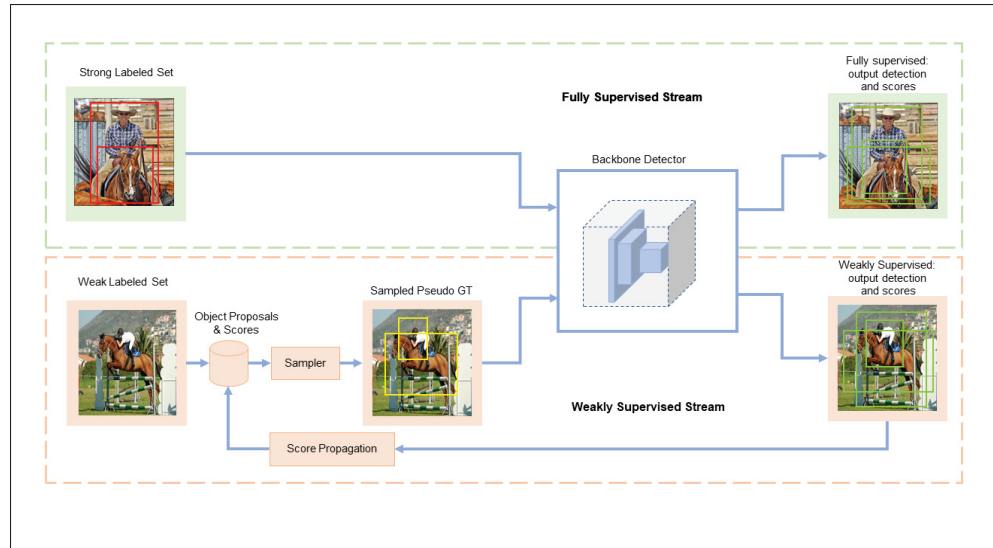 Strong Labeled Set
Fully Supervised Stream
Fully supervised:
output detection
and scores
Backbone Detector
Weak Labeled Set
Object Proposals
& Scores
Sampler
Sampled Pseudo GT
Weakly Supervised:
output detection
and scores
Weakly Supervised Stream
Score Propagation